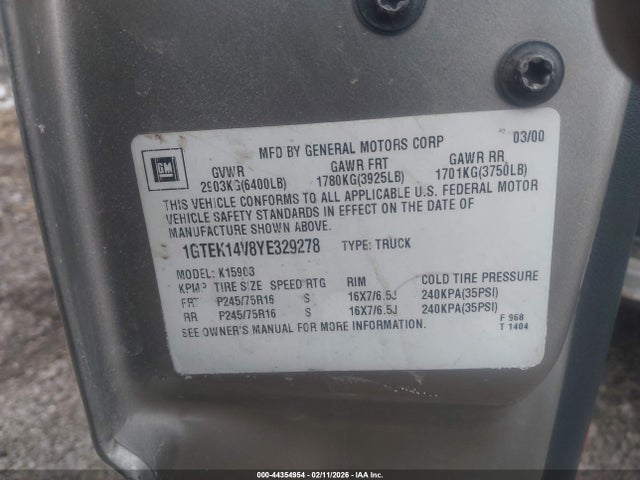 MFD BY GENERAL MOTORS CORP 03/00
GM
GVWR GAWR FRT GAWR RR
2903KG(6400LB) 1780KG(3925LB) 1701KG(3750LB)
THIS VEHICLE CONFORMS TO ALL APPLICABLE U.S. FEDERAL MOTOR
VEHICLE SAFETY STANDARDS IN EFFECT ON THE DATE OF
MANUFACTURE SHOWN ABOVE.
1GTEK14V8YE329278 TYPE: TRUCK
MODEL: K15903
KPMP TIRE SIZE SPEED RTG RIM COLD TIRE PRESSURE
FRT P245/75R16 S 16X7/6.5J 240KPA(35PSI)
RR P245/75R16 S 16X7/6.5J 240KPA(35PSI)
SEE OWNER'S MANUAL FOR MORE INFORMATION.
F 968
T 1404
000-44354954 | 02/11/2026 - IAA Inc.